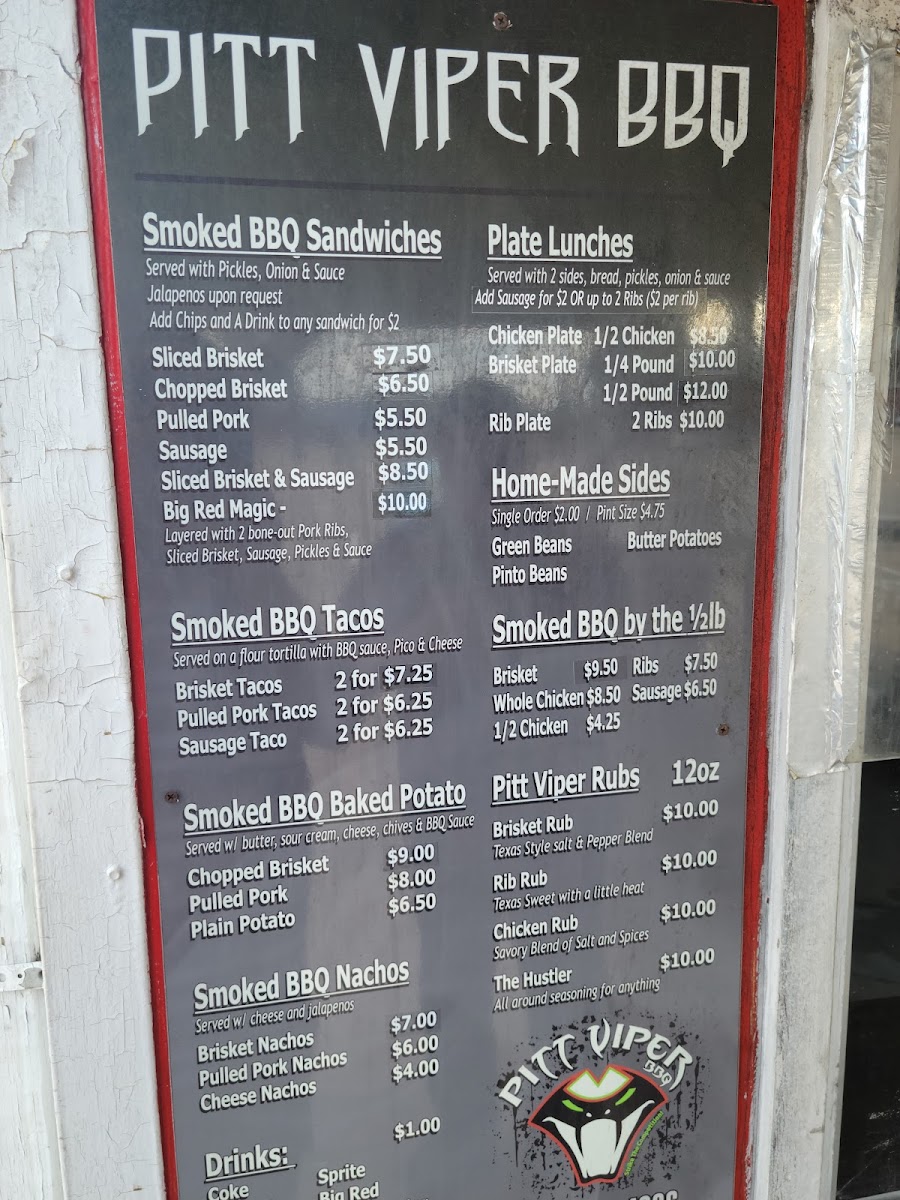 PITT VIPER BBQ
Smoked BBQ Sandwiches
Served with Pickles, Onion & Sauce
Jalapenos upon request
Add Chips and A Drink to any sandwich for $2
Sliced Brisket $7.50
Chopped Brisket $6.50
Pulled Pork $5.50
Sausage $5.50
Sliced Brisket & Sausage $8.50
Big Red Magic - $10.00
Layered with 2 bone-out Pork Ribs,
Sliced Brisket, Sausage, Pickles & Sauce
Smoked BBQ Tacos
Served on a flour tortilla with BBQ sauce, Pico & Cheese
Brisket Tacos 2 for $7.25
Pulled Pork Tacos 2 for $6.25
Sausage Taco 2 for $6.25
Smoked BBQ Baked Potato
Served w/ butter, sour cream, cheese, chives & BBQ Sauce
Chopped Brisket $9.00
Pulled Pork $8.00
Plain Potato $6.50
Smoked BBQ Nachos
Served w/ cheese and jalapenos
Brisket Nachos $7.00
Pulled Pork Nachos $6.00
Cheese Nachos $4.00
$1.00
Drinks:
Coke Sprite
Big Red
Plate Lunches
Served with 2 sides, bread, pickles, onion & sauce
Add Sausage for $2 OR up to 2 Ribs ($2 per rib)
Chicken Plate 1/2 Chicken $8.50
Brisket Plate 1/4 Pound $10.00
1/2 Pound $12.00
Rib Plate 2 Ribs $10.00
Home-Made Sides
Single Order $2.00 / Pint Size $4.75
Green Beans Butter Potatoes
Pinto Beans
Smoked BBQ by the ½lb
Brisket $9.50 Ribs $7.50
Whole Chicken $8.50 Sausage $6.50
1/2 Chicken $4.25
Pitt Viper Rubs 12oz
Brisket Rub $10.00
Texas Style salt & Pepper Blend
Rib Rub $10.00
Texas Sweet with a little heat
Chicken Rub $10.00
Savory Blend of Salt and Spices
The Hustler $10.00
All around seasoning for anything
PITT VIPER
BBQ